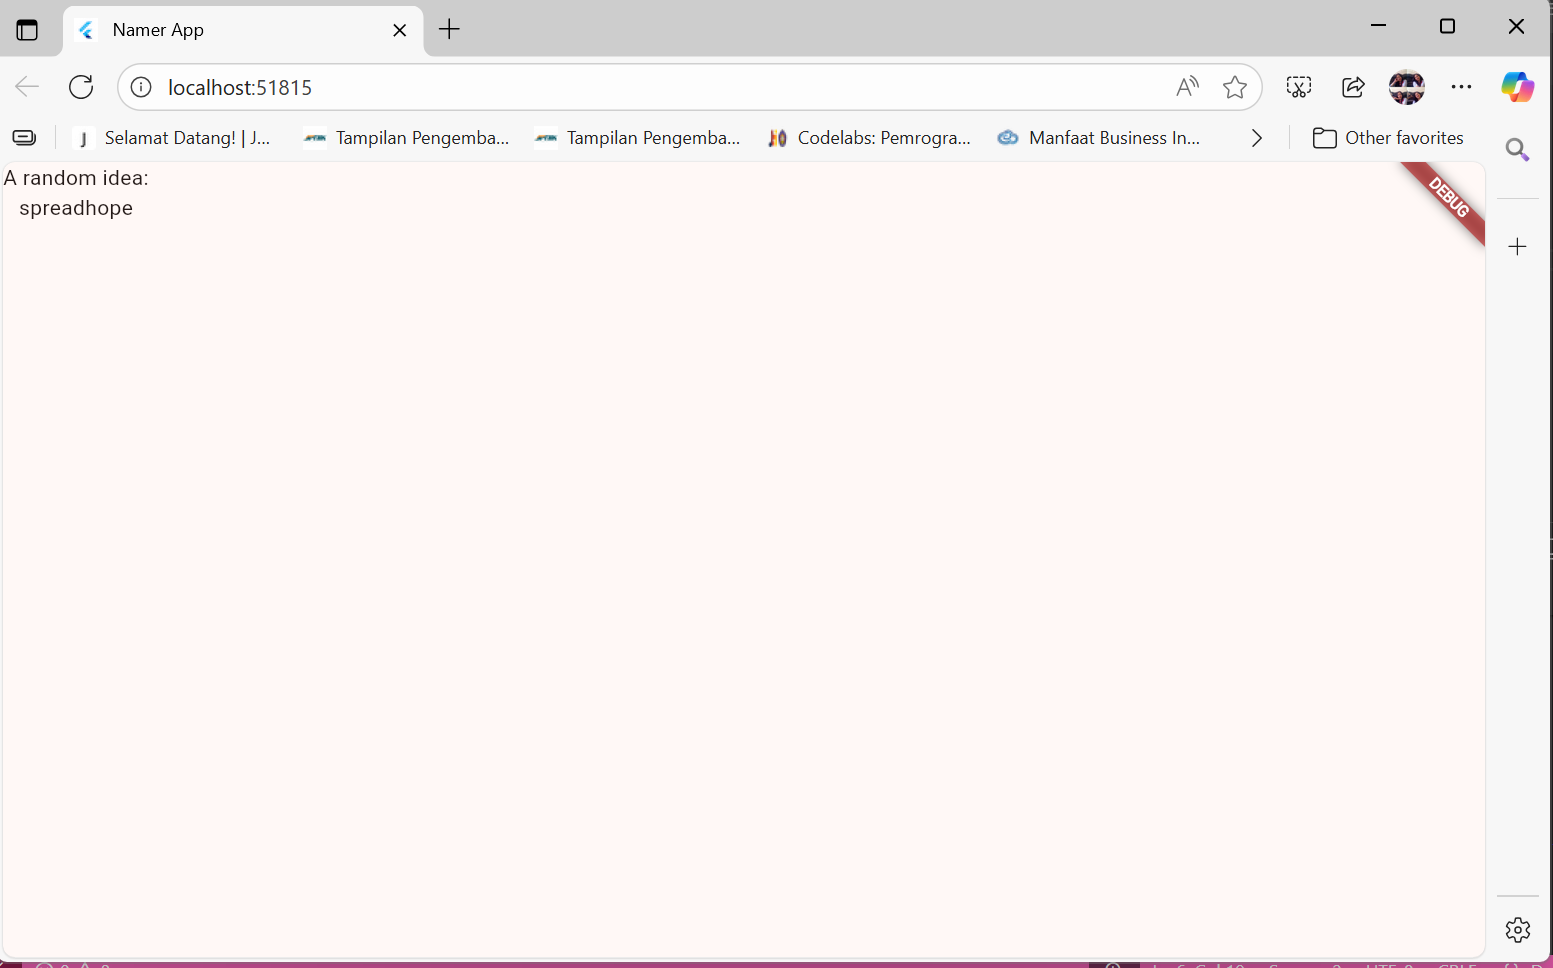 Namer App
localhost:51815
Selamat Datang! | J...
Tampilan Pengemba...
Tampilan Pengemba...
Codelabs: Pemrogra...
Manfaat Business In...
Other favorites
A random idea:
spreadhope
DEBUG